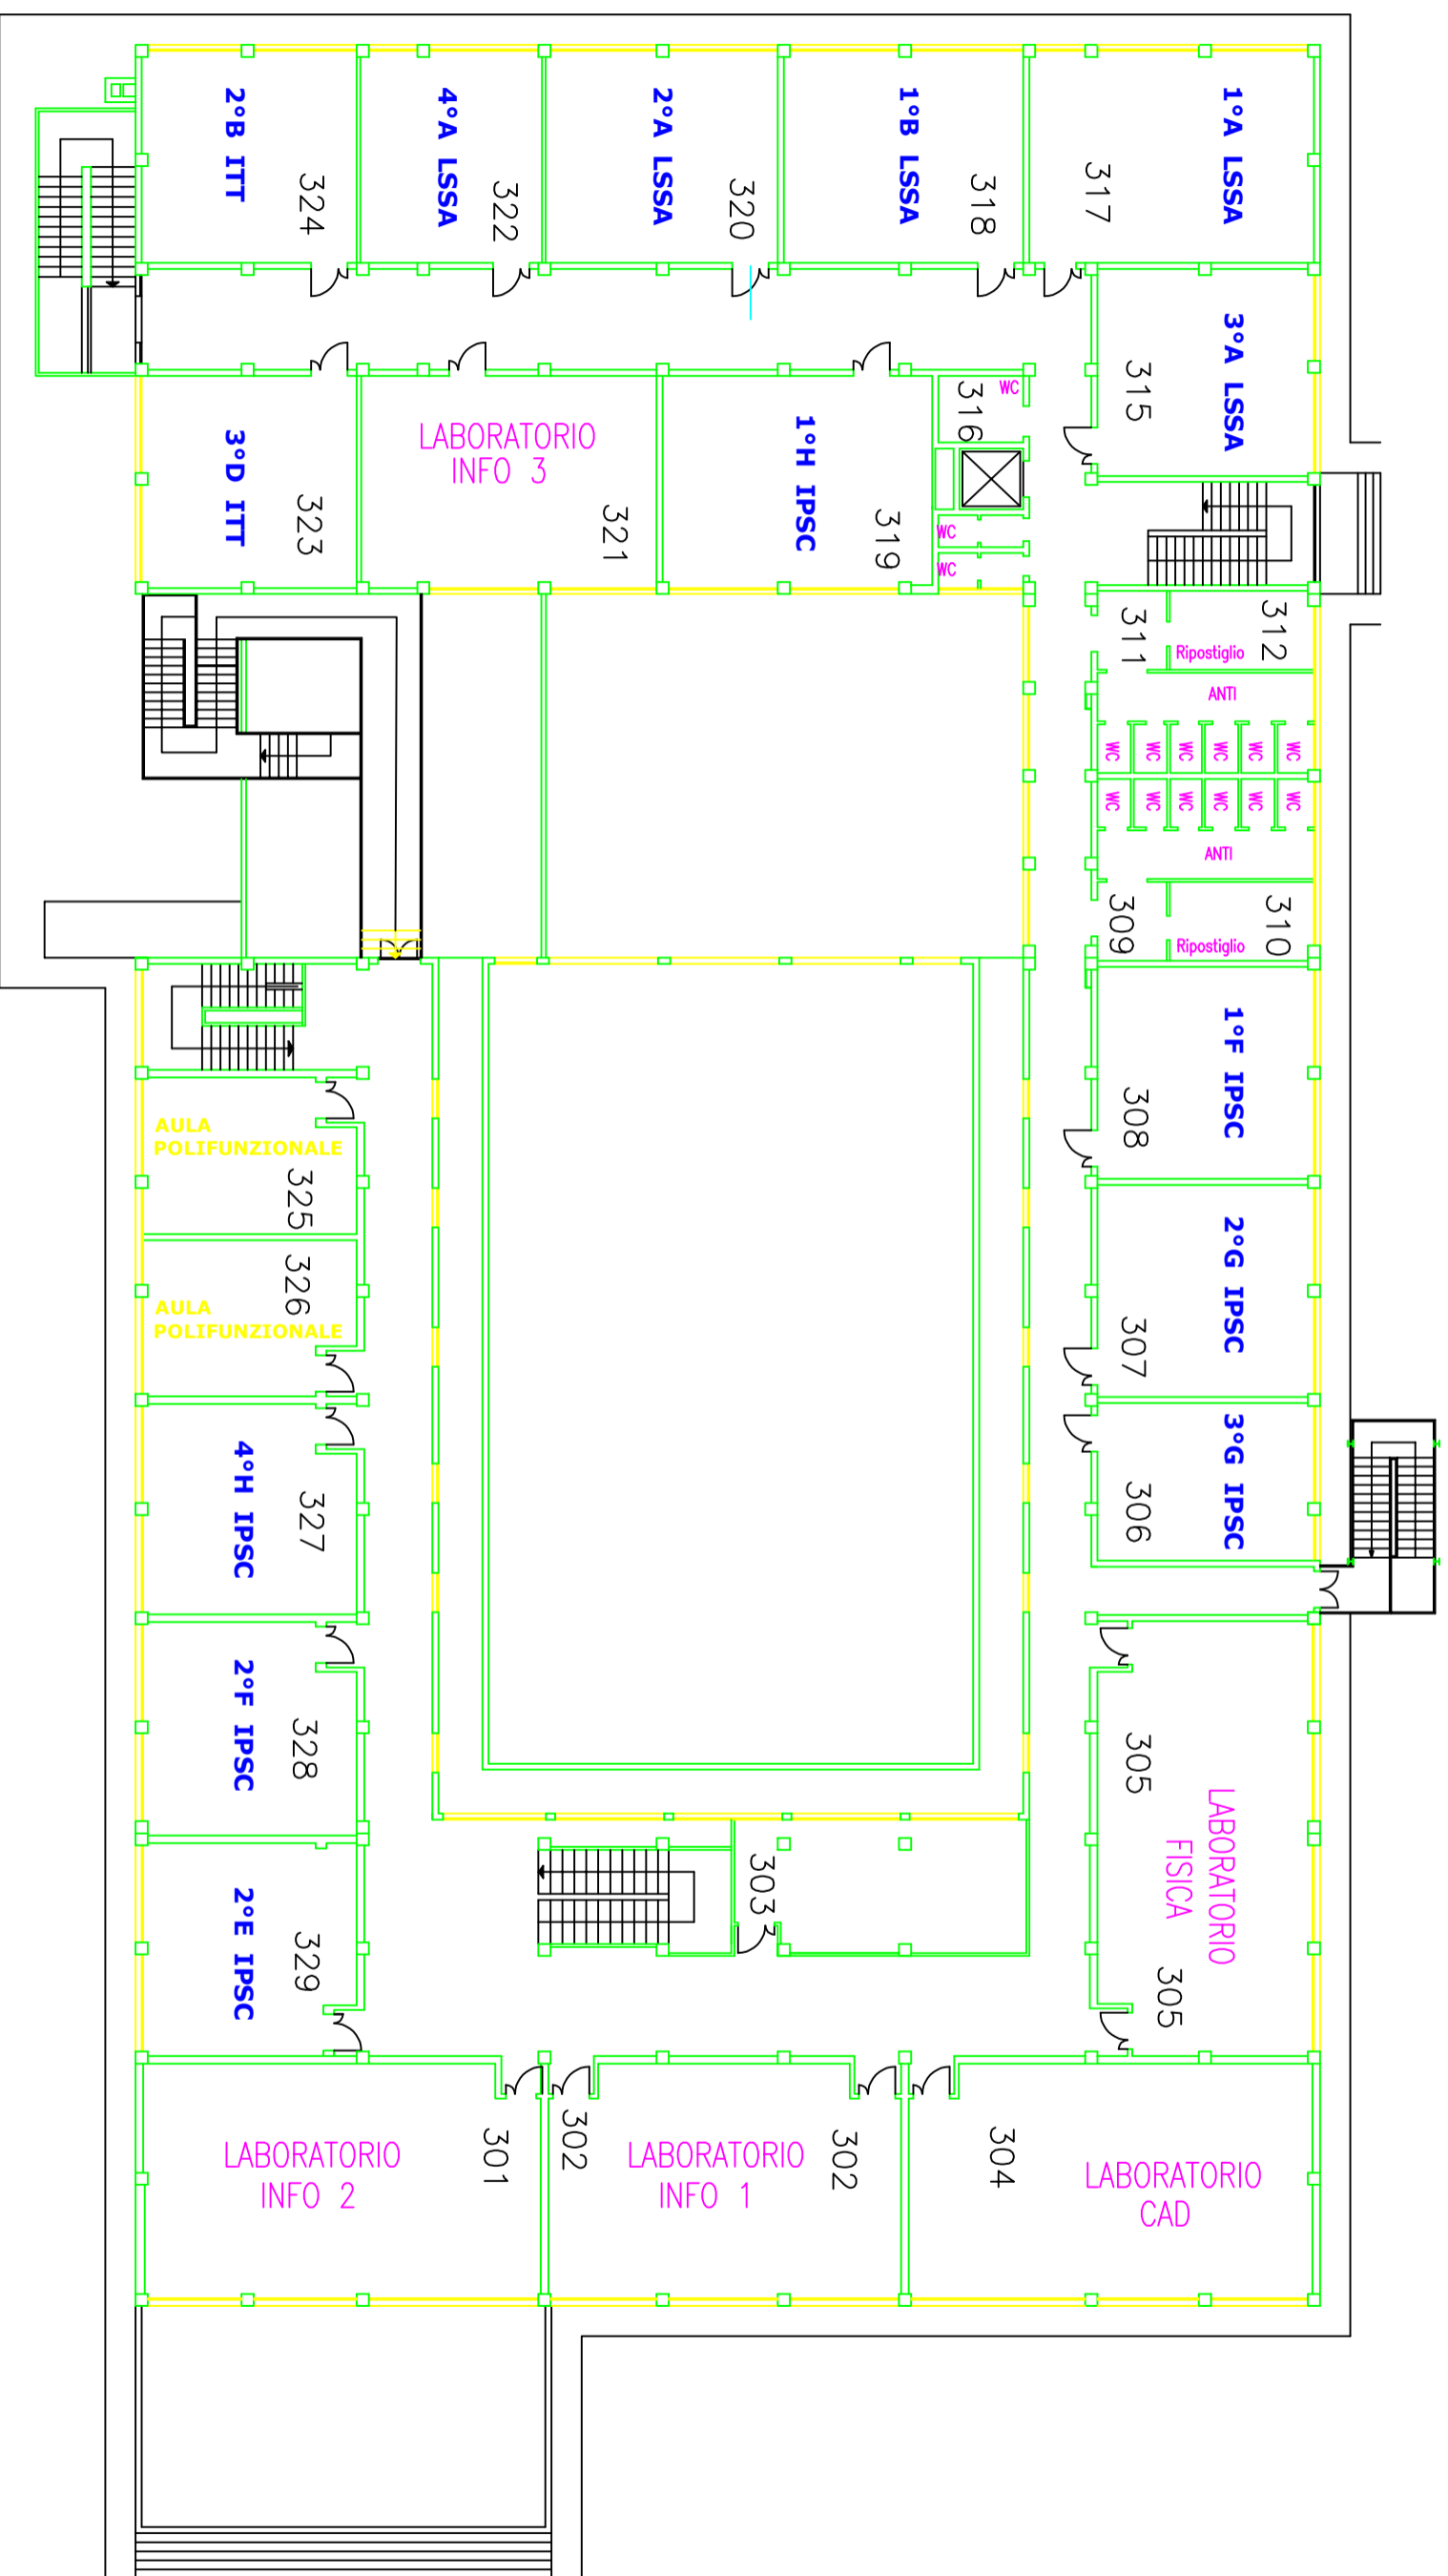 1°A LSSA
317
1°B LSSA
318
2°A LSSA
320
4°A LSSA
322
2°B ITT
324
3°A LSSA
315
WC
316
WC
WC
1°H IPSC
319
LABORATORIO
INFO 3
321
3°D ITT
323
312
Ripostiglio
311
ANTI
WC
WC
WC
WC
WC
WC
WC
WC
WC
WC
WC
WC
ANTI
310
Ripostiglio
309
1°F IPSC
308
2°G IPSC
307
3°G IPSC
306
AULA
POLIFUNZIONALE
325
326
AULA
POLIFUNZIONALE
4°H IPSC
327
2°F IPSC
328
2°E IPSC
329
305
LABORATORIO
FISICA
305
303
301
LABORATORIO
INFO 2
302
LABORATORIO
INFO 1
302
304
LABORATORIO
CAD